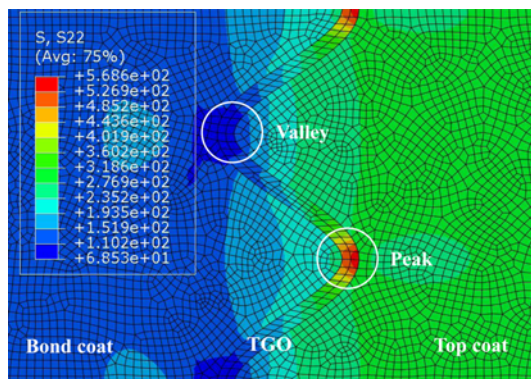 S, S22
(Avg: 75%)
+5.686e+02
+5.269e+02
+4.852e+02
+4.436e+02
+4.019e+02
+3.602e+02
+3.186e+02
+2.769e+02
+2.352e+02
+1.935e+02
+1.519e+02
+1.102e+02
+6.853e+01
Valley
Peak
Bond coat
TGO
Top coat